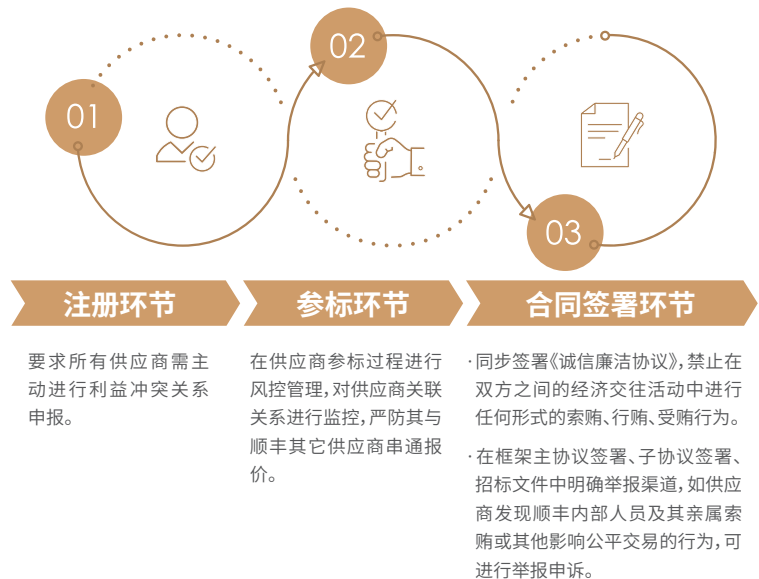 01
02
03
注册环节
要求所有供应商需主
动进行利益冲突关系
申报。
参标环节
在供应商参标过程进行
风控管理，对供应商关联
关系进行监控，严防其与
顺丰其它供应商串通报
价。
合同签署环节
·同步签署《诚信廉洁协议》，禁止在
双方之间的经济交往活动中进行
任何形式的索贿、行贿、受贿行为。
·在框架主协议签署、子协议签署、
招标文件中明确举报渠道，如供应
商发现顺丰内部人员及其亲属索
贿或其他影响公平交易的行为，可
进行举报申诉。